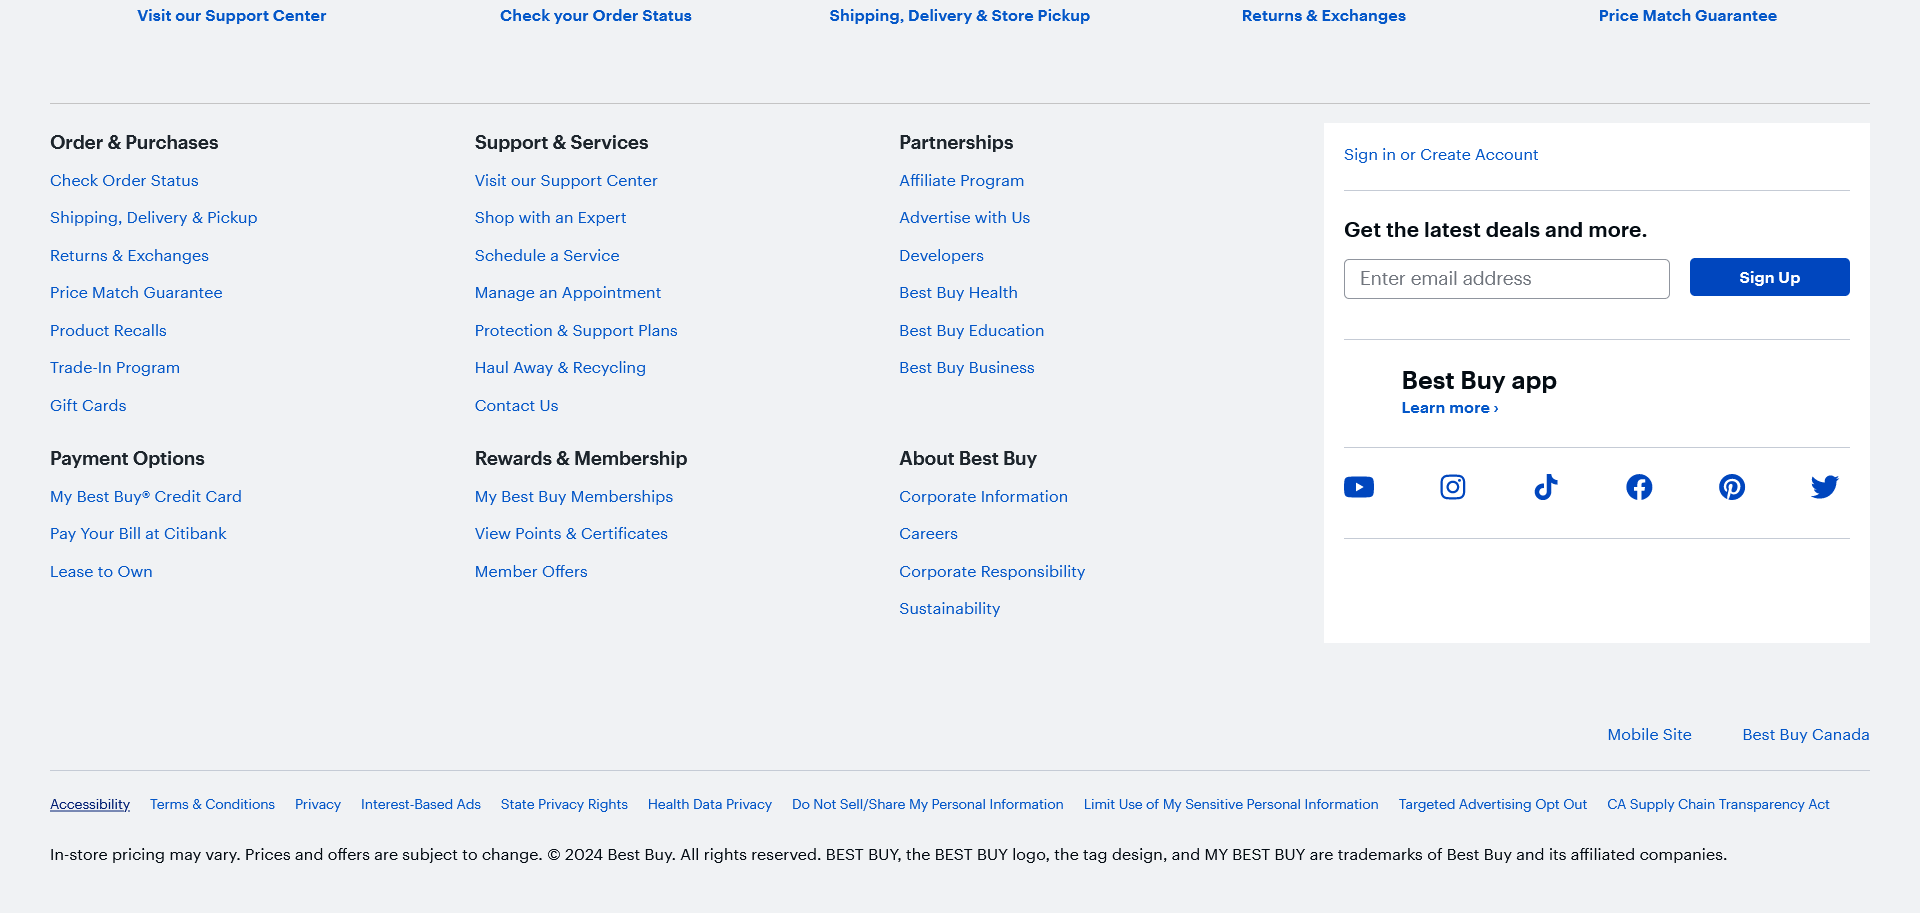 Visit our Support Center
Check your Order Status
Shipping, Delivery & Store Pickup
Returns & Exchanges
Price Match Guarantee
Order & Purchases
Check Order Status
Shipping, Delivery & Pickup
Returns & Exchanges
Price Match Guarantee
Product Recalls
Trade-In Program
Gift Cards
Support & Services
Visit our Support Center
Shop with an Expert
Schedule a Service
Manage an Appointment
Protection & Support Plans
Haul Away & Recycling
Contact Us
Partnerships
Affiliate Program
Advertise with Us
Developers
Best Buy Health
Best Buy Education
Best Buy Business
Payment Options
My Best Buy® Credit Card
Pay Your Bill at Citibank
Lease to Own
Rewards & Membership
My Best Buy Memberships
View Points & Certificates
Member Offers
About Best Buy
Corporate Information
Careers
Corporate Responsibility
Sustainability
Sign in or Create Account
Get the latest deals and more.
Enter email address
Sign Up
Best Buy app
Learn more ›
Mobile Site
Best Buy Canada
Accessibility
Terms & Conditions
Privacy
Interest-Based Ads
State Privacy Rights
Health Data Privacy
Do Not Sell/Share My Personal Information
Limit Use of My Sensitive Personal Information
Targeted Advertising Opt Out
CA Supply Chain Transparency Act
In-store pricing may vary. Prices and offers are subject to change. © 2024 Best Buy. All rights reserved. BEST BUY, the BEST BUY logo, the tag design, and MY BEST BUY are trademarks of Best Buy and its affiliated companies.